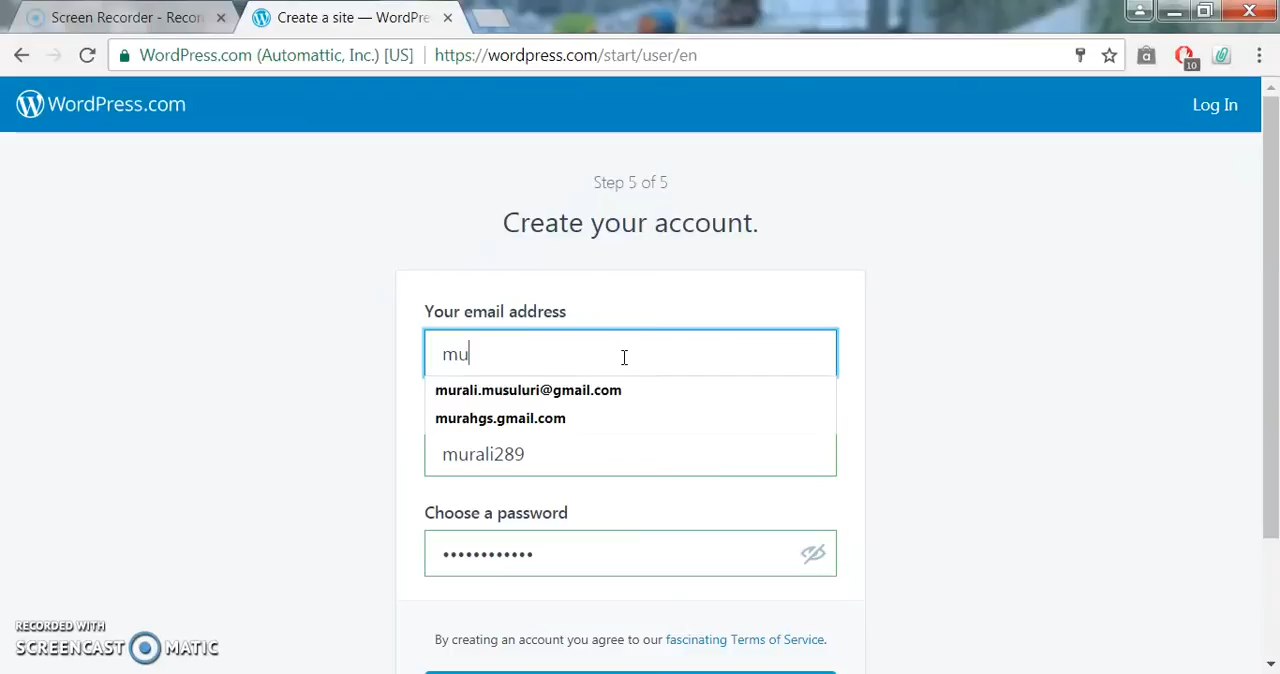 Screen Recorder - Recor
Create a site — WordPre
WordPress.com (Automattic, Inc.) [US]
https://wordpress.com/start/user/en
10
WordPress.com
Log In
Step 5 of 5
Create your account.
Your email address
mu
murali.musuluri@gmail.com
murahgs.gmail.com
murali289
Choose a password
••••••••••••
By creating an account you agree to our fascinating Terms of Service.
RECORDED WITH
SCREENCAST MATIC